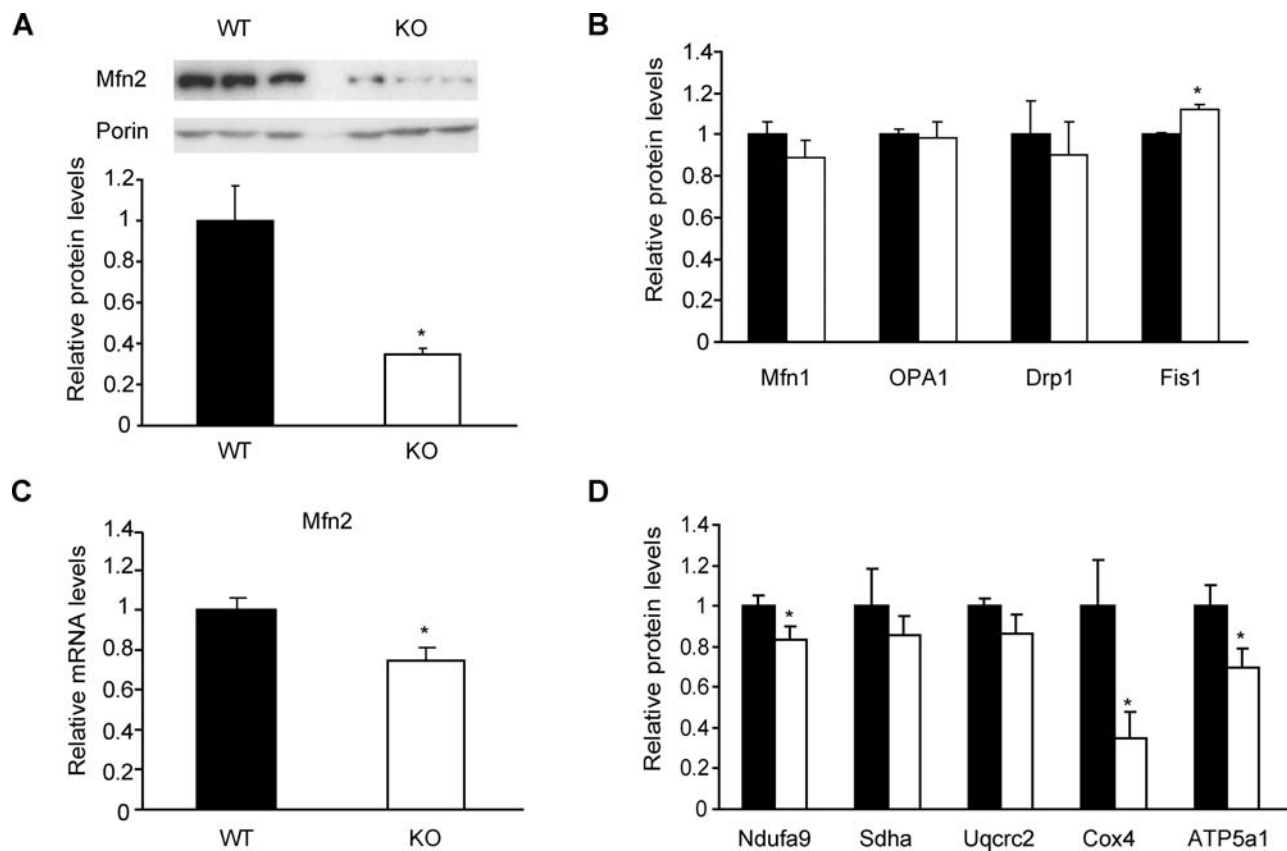 A
WT KO
Mfn2
Porin
Relative protein levels
1.2
1
0.8
0.6
0.4
0.2
0
*
WT KO
B
Relative protein levels
1.4
1.2
1
0.8
0.6
0.4
0.2
0
*
Mfn1 OPA1 Drp1 Fis1
C
Mfn2
Relative mRNA levels
1.4
1.2
1
0.8
0.6
0.4
0.2
0
*
WT KO
D
Relative protein levels
1.4
1.2
1
0.8
0.6
0.4
0.2
0
* * *
Ndufa9 Sdha Uqcrc2 Cox4 ATP5a1